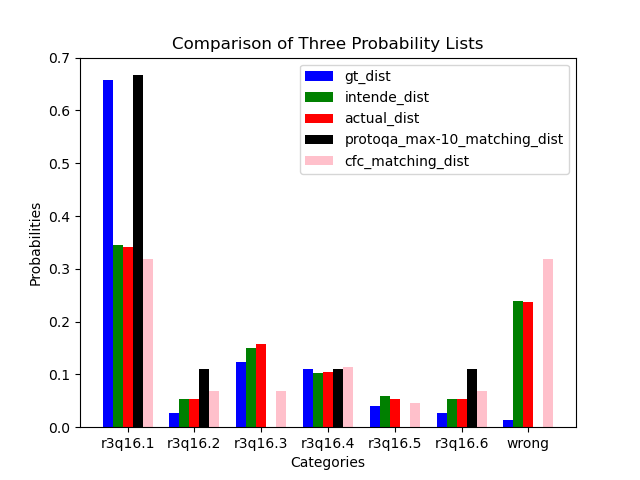 Comparison of Three Probability Lists
gt_dist
intende_dist
actual_dist
protoqa_max-10_matching_dist
cfc_matching_dist
Probabilities
0.7
0.6
0.5
0.4
0.3
0.2
0.1
0.0
r3q16.1 r3q16.2 r3q16.3 r3q16.4 r3q16.5 r3q16.6 wrong
Categories